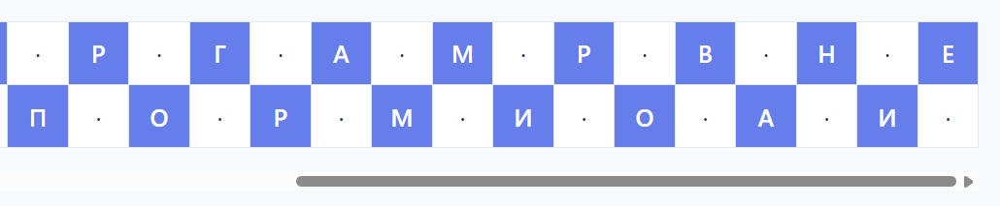 · Р · Г · А · М · Р · В · Н · Е
П · О · Р · М · И · О · А · И ·